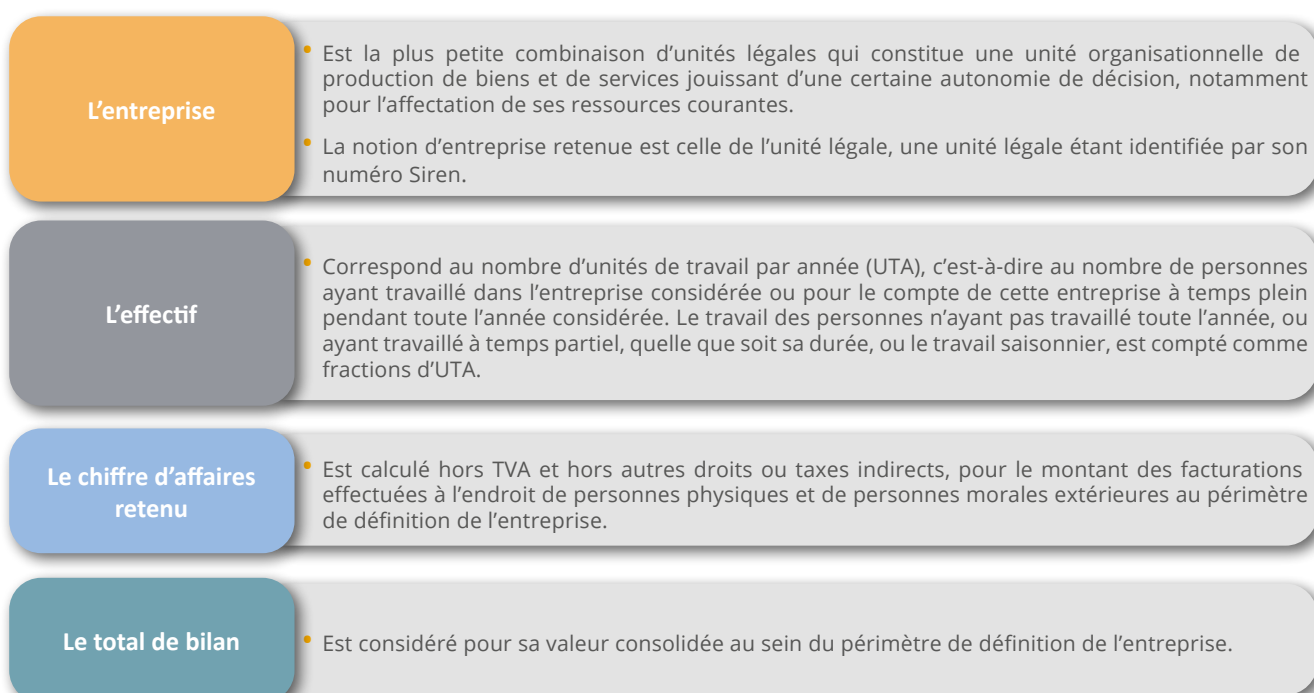 L’entreprise
• Est la plus petite combinaison d’unités légales qui constitue une unité organisationnelle de
production de biens et de services jouissant d’une certaine autonomie de décision, notamment
pour l’affectation de ses ressources courantes.
• La notion d’entreprise retenue est celle de l’unité légale, une unité légale étant identifiée par son
numéro Siren.
L’effectif
• Correspond au nombre d’unités de travail par année (UTA), c’est-à-dire au nombre de personnes
ayant travaillé dans l’entreprise considérée ou pour le compte de cette entreprise à temps plein
pendant toute l’année considérée. Le travail des personnes n’ayant pas travaillé toute l’année, ou
ayant travaillé à temps partiel, quelle que soit sa durée, ou le travail saisonnier, est compté comme
fractions d’UTA.
Le chiffre d’affaires
retenu
• Est calculé hors TVA et hors autres droits ou taxes indirects, pour le montant des facturations
effectuées à l’endroit de personnes physiques et de personnes morales extérieures au périmètre
de définition de l’entreprise.
Le total de bilan
• Est considéré pour sa valeur consolidée au sein du périmètre de définition de l’entreprise.